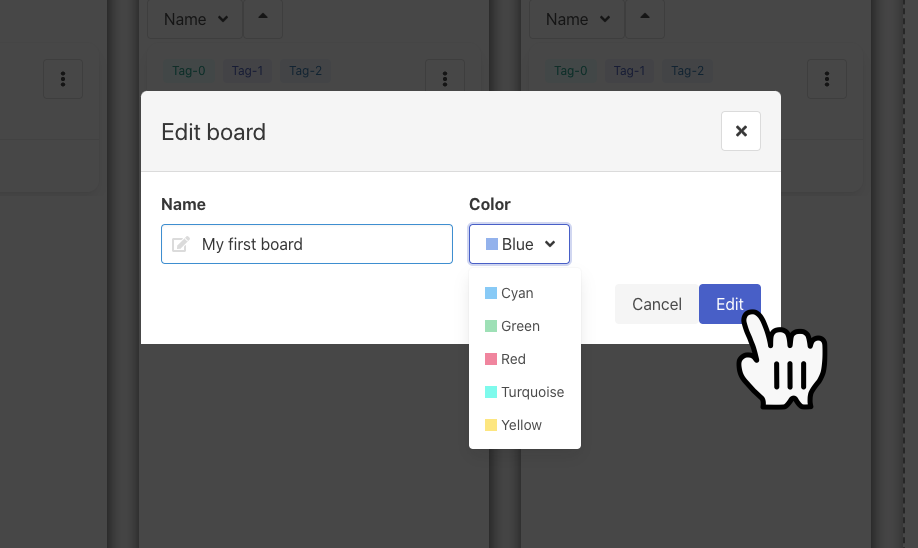 Name
Name
Tag-0 Tag-1 Tag-2
Tag-0 Tag-1 Tag-2
Edit board
Name
My first board
Color
Blue
Cyan
Green
Red
Turquoise
Yellow
Cancel
Edit